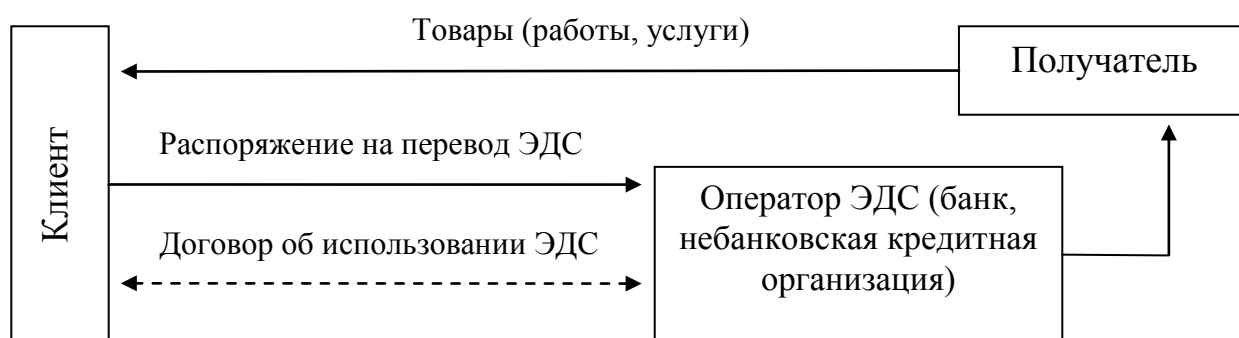 Товары (работы, услуги)
Получатель
Клиент
Распоряжение на перевод ЭДС
Оператор ЭДС (банк,
небанковская кредитная
организация)
Договор об использовании ЭДС